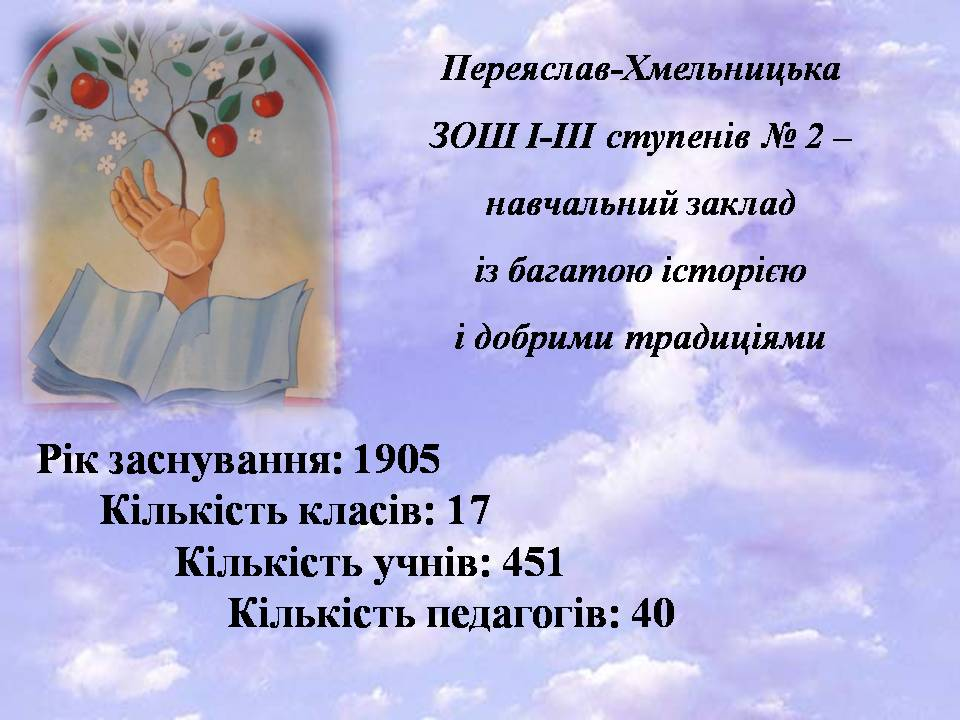 Переяслав-Хмельницька
ЗОШ І-ІІІ ступенів № 2 –
навчальний заклад
із багатою історією
і добрими традиціями
Рік заснування: 1905
Кількість класів: 17
Кількість учнів: 451
Кількість педагогів: 40